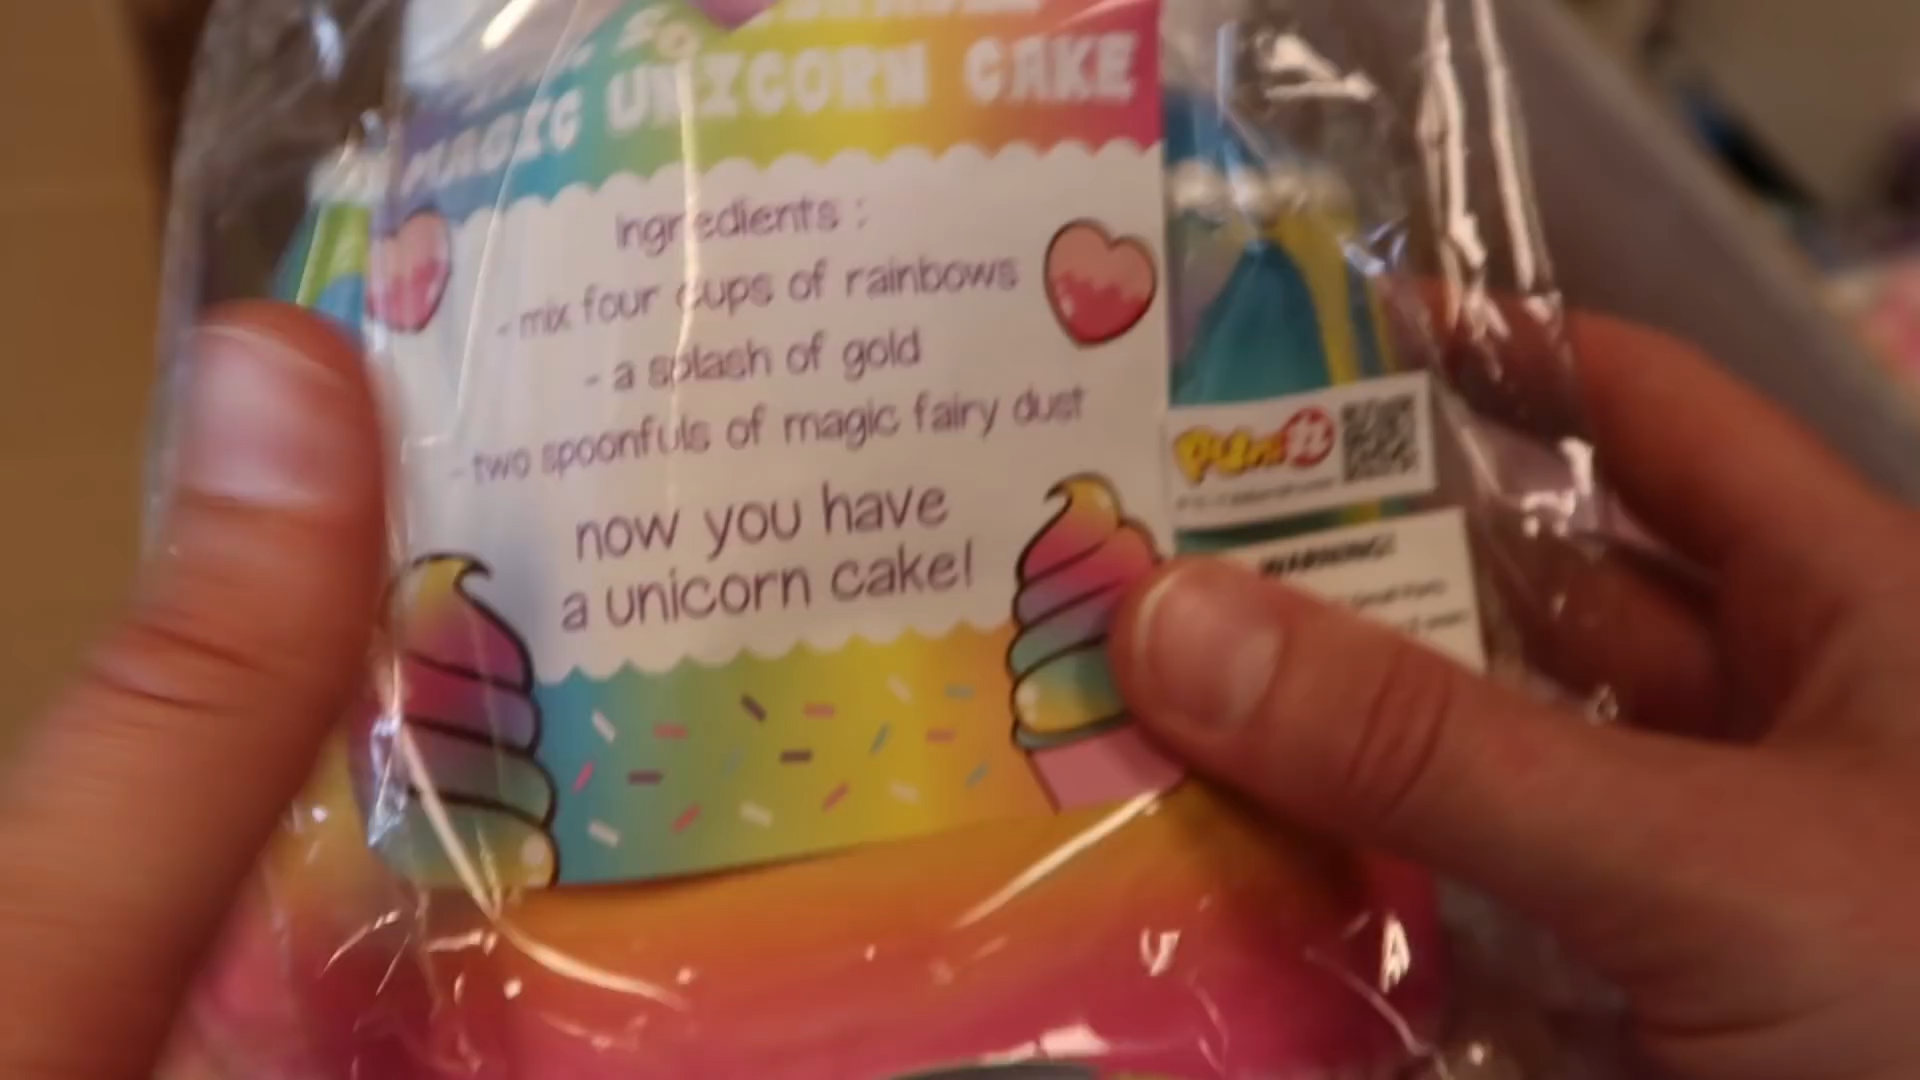 MAGIC UNICORN CAKE
Ingredients :
- mix four cups of rainbows
- a splash of gold
- two spoonfuls of magic fairy dust
now you have
a unicorn cake!
WARNING!